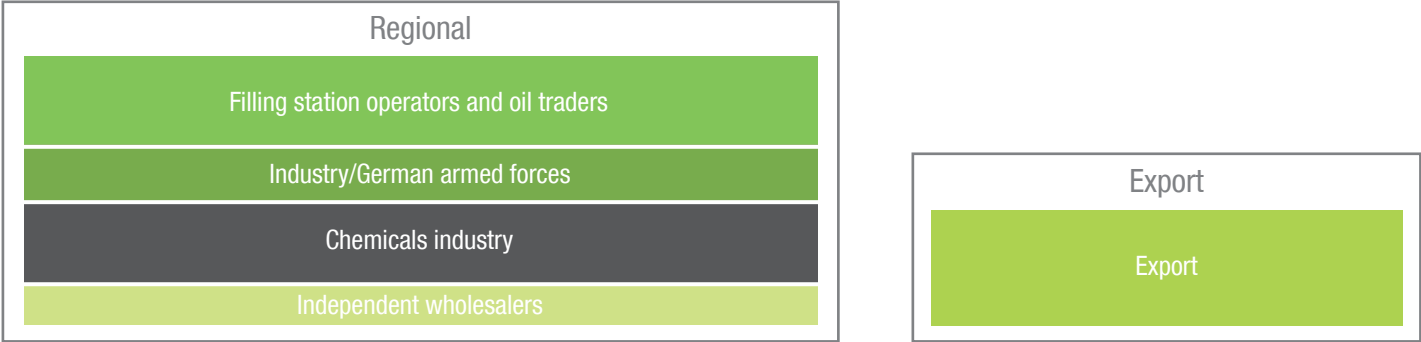 Regional
Filling station operators and oil traders
Industry/German armed forces
Chemicals industry
Independent wholesalers
Export
Export